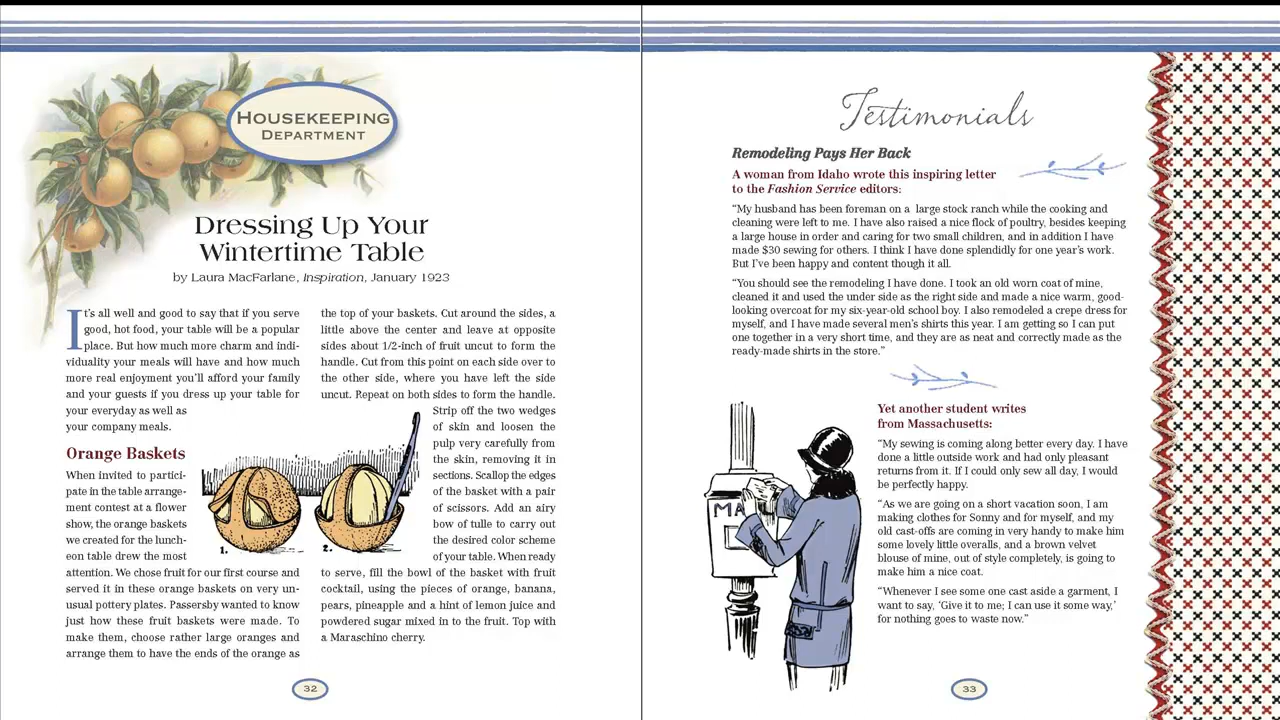 HOUSEKEEPING
DEPARTMENT
Dressing Up Your
Wintertime Table
by Laura MacFarlane, Inspiration, January 1923
It's all well and good to say that if you serve
good, hot food, your table will be a popular
place. But how much more charm and indi-
viduality your meals will have and how much
more real enjoyment you'll afford your family
and your guests if you dress up your table for
your everyday as well as
your company meals.
Orange Baskets
When invited to partici-
pate in the table arrange-
ment contest at a flower
show, the orange baskets
we created for the lunch-
eon table drew the most
attention. We chose fruit for our first course and
served it in these orange baskets on very un-
usual pottery plates. Passersby wanted to know
just how these fruit baskets were made. To
make them, choose rather large oranges and
arrange them to have the ends of the orange as
the top of your baskets. Cut around the sides, a
little above the center and leave at opposite
sides about 1/2-inch of fruit uncut to form the
handle. Cut from this point on each side over to
the other side, where you have left the side
uncut. Repeat on both sides to form the handle.
Strip off the two wedges
of skin and loosen the
pulp very carefully from
the skin, removing it in
sections. Scallop the edges
of the basket with a pair
of scissors. Add an airy
bow of tulle to carry out
the desired color scheme
of your table. When ready
to serve, fill the bowl of the basket with fruit
cocktail, using the pieces of orange, banana,
pears, pineapple and a hint of lemon juice and
powdered sugar mixed in to the fruit. Top with
a Maraschino cherry.
1.
2.
32
Testimonials
Remodeling Pays Her Back
A woman from Idaho wrote this inspiring letter
to the Fashion Service editors:
"My husband has been foreman on a large stock ranch while the cooking and
cleaning were left to me. I have also raised a nice flock of poultry, besides keeping
a large house in order and caring for two small children, and in addition I have
made $30 sewing for others. I think I have done splendidly for one year's work.
But I've been happy and content though it all.
"You should see the remodeling I have done. I took an old worn coat of mine,
cleaned it and used the under side as the right side and made a nice warm, good-
looking overcoat for my six-year-old school boy. I also remodeled a crepe dress for
myself, and I have made several men's shirts this year. I am getting so I can put
one together in a very short time, and they are as neat and correctly made as the
ready-made shirts in the store."
MA
Yet another student writes
from Massachusetts:
"My sewing is coming along better every day. I have
done a little outside work and had only pleasant
returns from it. If I could only sew all day, I would
be perfectly happy.
"As we are going on a short vacation soon, I am
making clothes for Sonny and for myself, and my
old cast-offs are coming in very handy to make him
some lovely little overalls, and a brown velvet
blouse of mine, out of style completely, is going to
make him a nice coat.
"Whenever I see some one cast aside a garment, I
want to say, 'Give it to me; I can use it some way,'
for nothing goes to waste now."
33